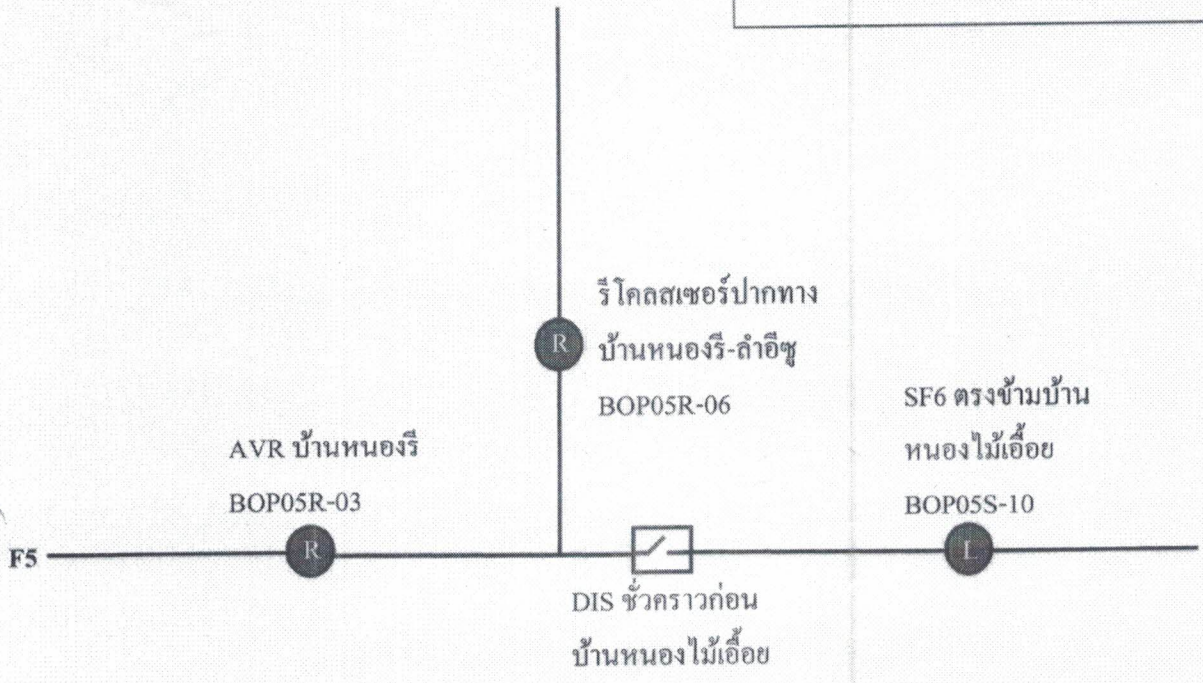 รีโคลสเซอร์ปากทาง
บ้านหนองรี-ลำอีซู
BOP05R-06
R
SF6 ตรงข้ามบ้าน
หนองไม้เอื้อย
BOP05S-10
AVR บ้านหนองรี
BOP05R-03
F5
R
L
DIS ชั่วคราวก่อน
บ้านหนองไม้เอื้อย